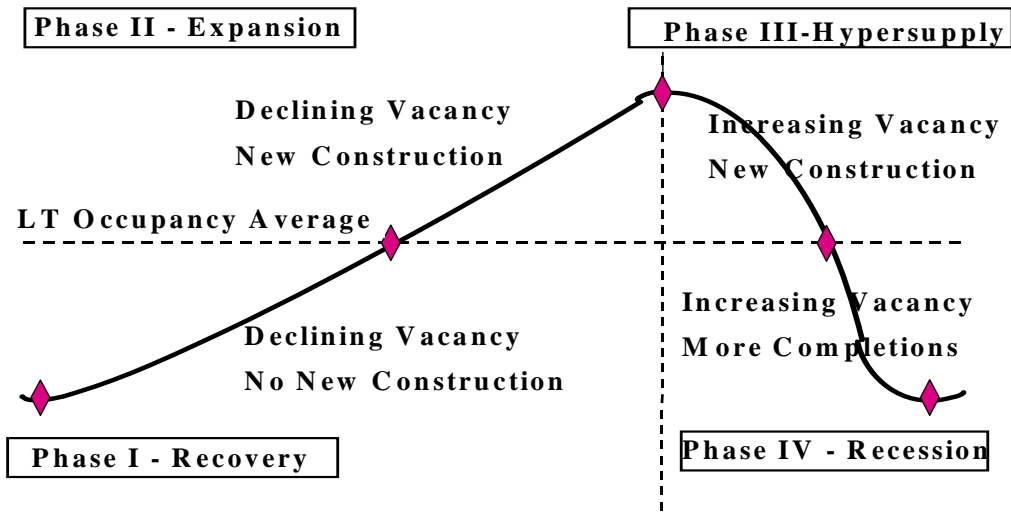 Phase II - Expansion
Phase III-Hypersupply
Declining Vacancy
New Construction
Increasing Vacancy
New Construction
LT Occupancy Average
Declining Vacancy
No New Construction
Increasing Vacancy
More Completions
Phase I - Recovery
Phase IV - Recession